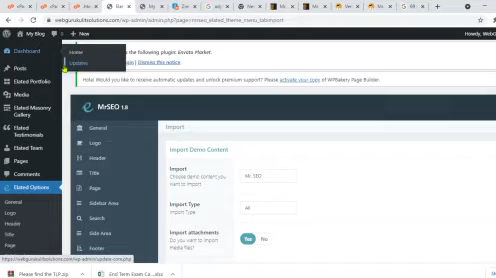 webgurukulitsolutions.com/wp-admin/admin.php?page=mrseo_elated_theme_menu_tabimport
My Blog
0
+ New
Dashboard
Home
Updates
Posts
Elated Portfolio
Media
Elated Masonry Gallery
Elated Testimonials
Elated Team
Pages
Comments
Elated Options
General
Logo
Header
Title
Page
the following plugin: Envato Market.
Dismiss this notice
Hola! Would you like to receive automatic updates and unlock premium support? Please activate your copy of WPBakery Page Builder.
MrSEO 1.8
General
Logo
Header
Title
Page
Sidebar Area
Search
Side Area
Footer
Import
Import Demo Content
Import
Choose demo content you
want to import
Mr. SEO
Import Type
Import Type
All
Import attachments
Do you want to import
media files?
Yes
No
https://webgurukulitsolutions.com/wp-admin/update-core.php
Please find the TLP.zip
End Term Exam Ca....xlsx